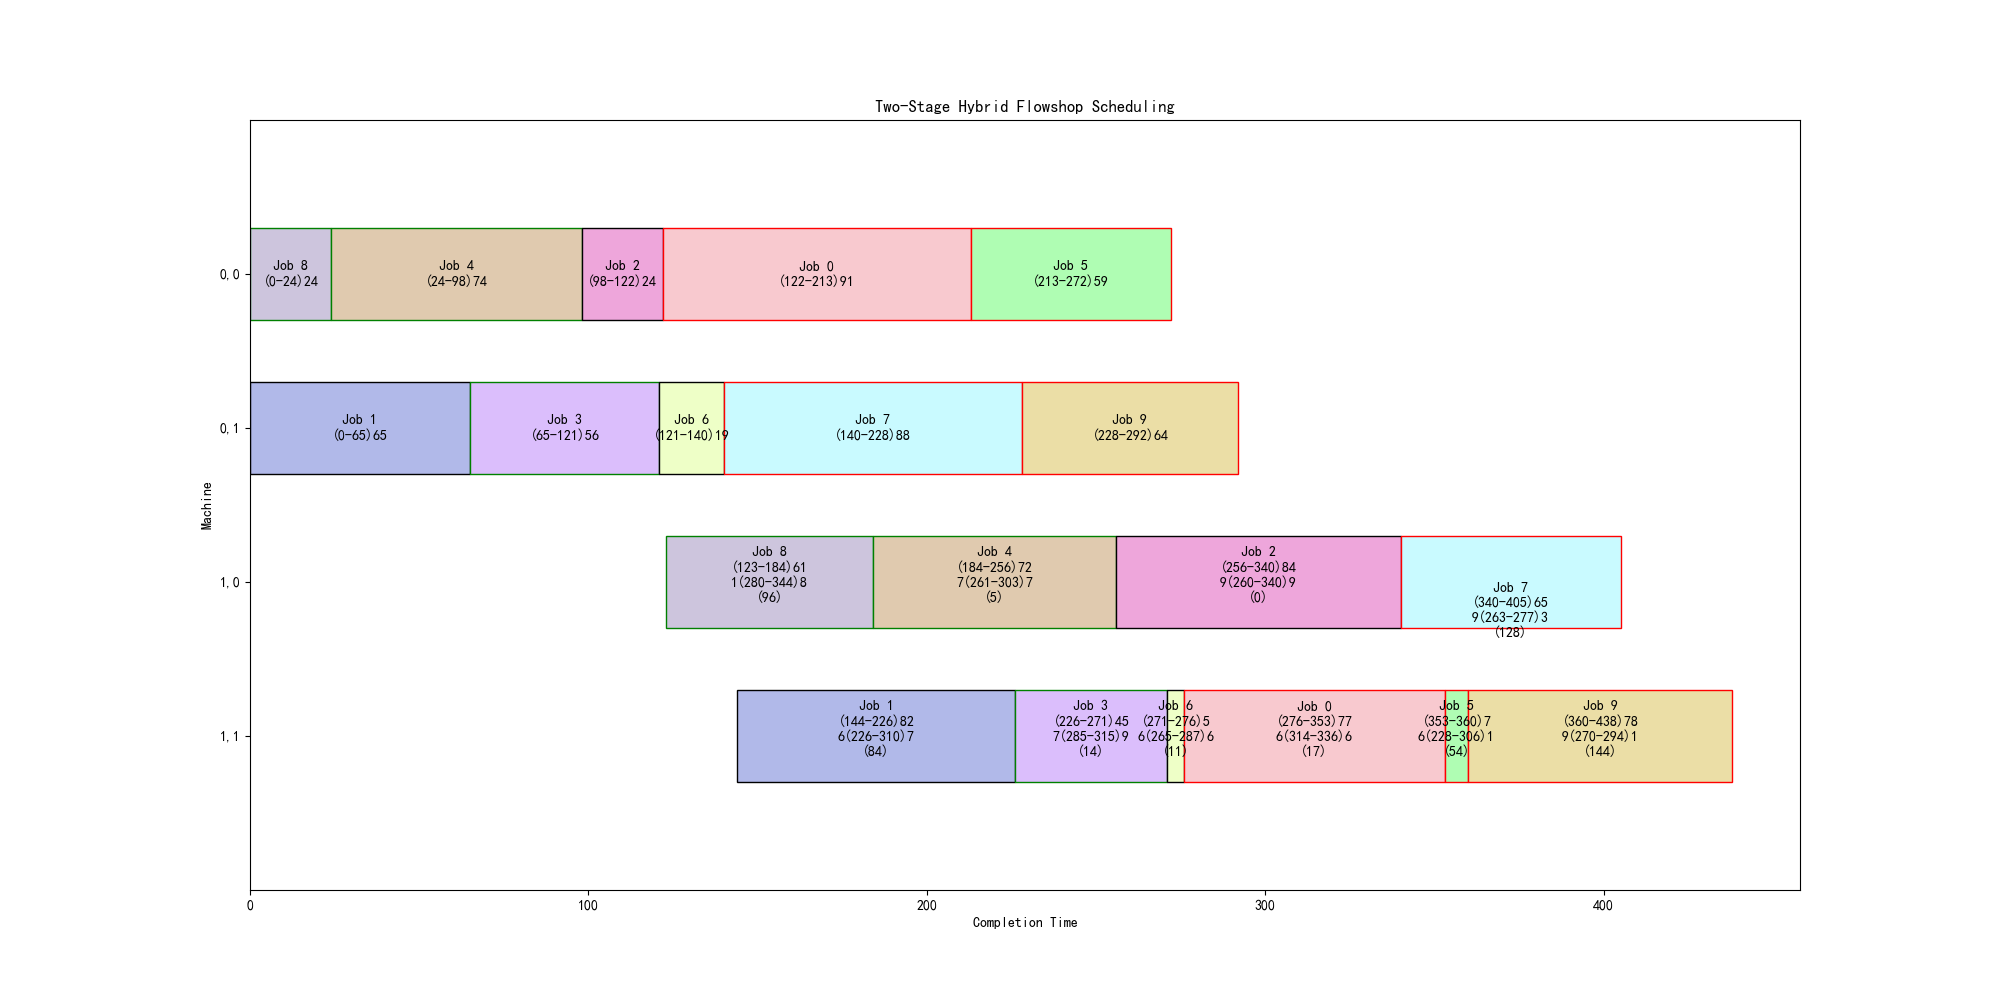 Two-Stage Hybrid Flowshop Scheduling
0,0
Job 8
(0-24)24
Job 4
(24-98)74
Job 2
(98-122)24
Job 0
(122-213)91
Job 5
(213-272)59
0,1
Job 1
(0-65)65
Job 3
(65-121)56
Job 6
(121-140)19
Job 7
(140-228)88
Job 9
(228-292)64
Machine
1,0
Job 8
(123-184)61
1(280-344)8
(96)
Job 4
(184-256)72
7(261-303)7
(5)
Job 2
(256-340)84
9(260-340)9
(0)
Job 7
(340-405)65
9(263-277)3
(128)
1,1
Job 1
(144-226)82
6(226-310)7
(84)
Job 3
(226-271)45
7(285-315)9
(14)
Job 6
(271-276)5
6(265-287)6
(11)
Job 0
(276-353)77
6(314-336)6
(17)
Job 5
(353-360)7
6(228-306)1
(54)
Job 9
(360-438)78
9(270-294)1
(144)
0
100
200
300
400
Completion Time